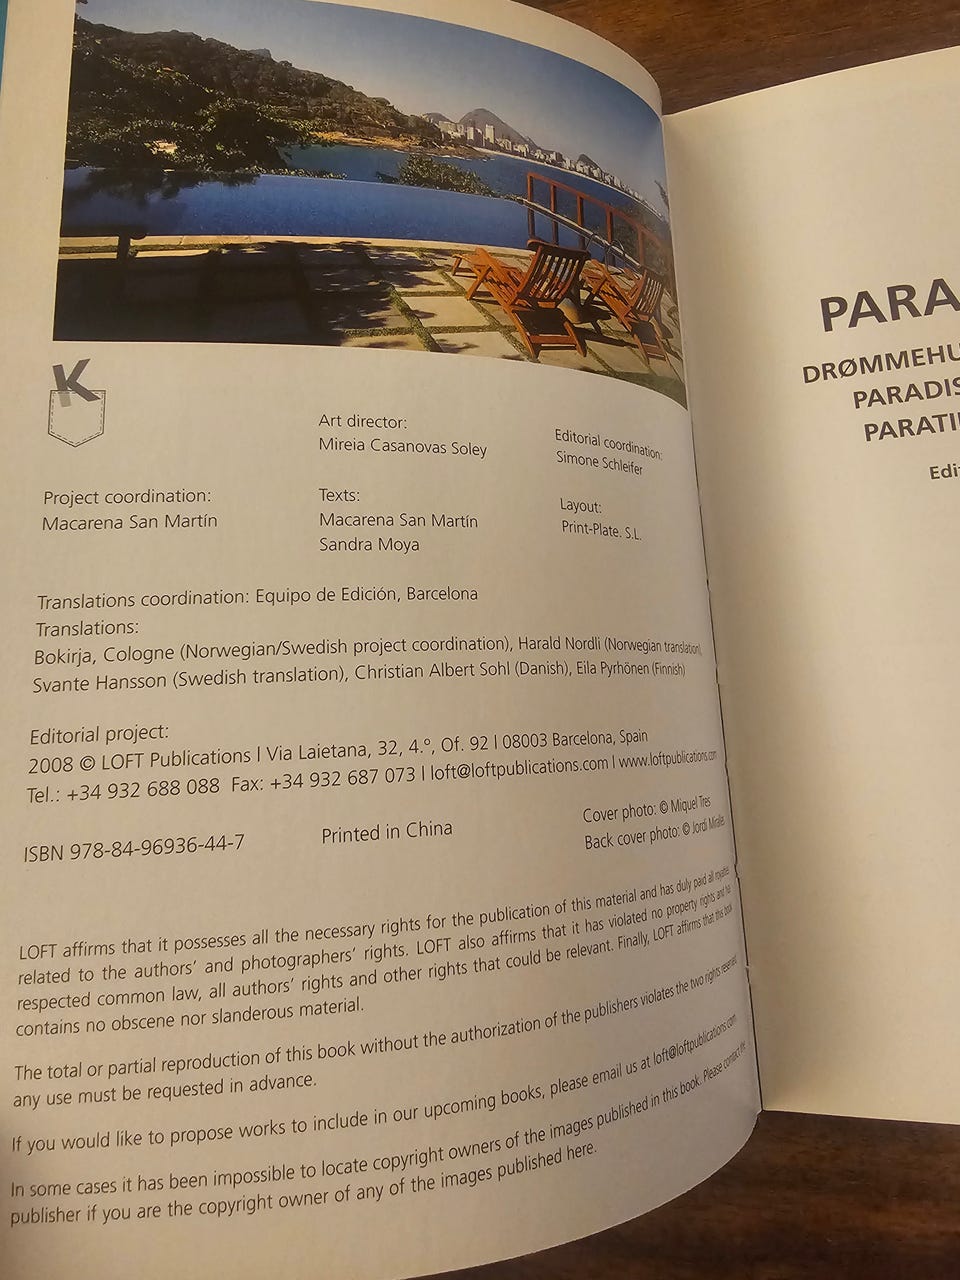 K
Art director:
Mireia Casanovas Soley
Editorial coordination:
Simone Schleifer
Project coordination:
Macarena San Martín
Texts:
Macarena San Martín
Sandra Moya
Layout:
Print-Plate. S.L.
Translations coordination: Equipo de Edición, Barcelona
Translations:
Bokirja, Cologne (Norwegian/Swedish project coordination), Harald Nordli (Norwegian translation),
Svante Hansson (Swedish translation), Christian Albert Sohl (Danish), Eila Pyrhönen (Finnish)
Editorial project:
2008 © LOFT Publications I Via Laietana, 32, 4.º, Of. 92 I 08003 Barcelona, Spain
Tel.: +34 932 688 088 Fax: +34 932 687 073 I loft@loftpublications.com I www.loftpublications.com
ISBN 978-84-96936-44-7
Printed in China
Cover photo: © Miquel Tres
Back cover photo: © Jordi Miralles
LOFT affirms that it possesses all the necessary rights for the publication of this material and has duly paid all royalties
related to the authors' and photographers' rights. LOFT also affirms that it has violated no property rights and has
respected common law, all authors' rights and other rights that could be relevant. Finally, LOFT affirms that this book
contains no obscene nor slanderous material.
The total or partial reproduction of this book without the authorization of the publishers violates the two rights reserved;
any use must be requested in advance.
If you would like to propose works to include in our upcoming books, please email us at loft@loftpublications.com
In some cases it has been impossible to locate copyright owners of the images published in this book. Please contact the
publisher if you are the copyright owner of any of the images published here.
PARA
DRØMMEHU
PARADIS
PARATII
Edit